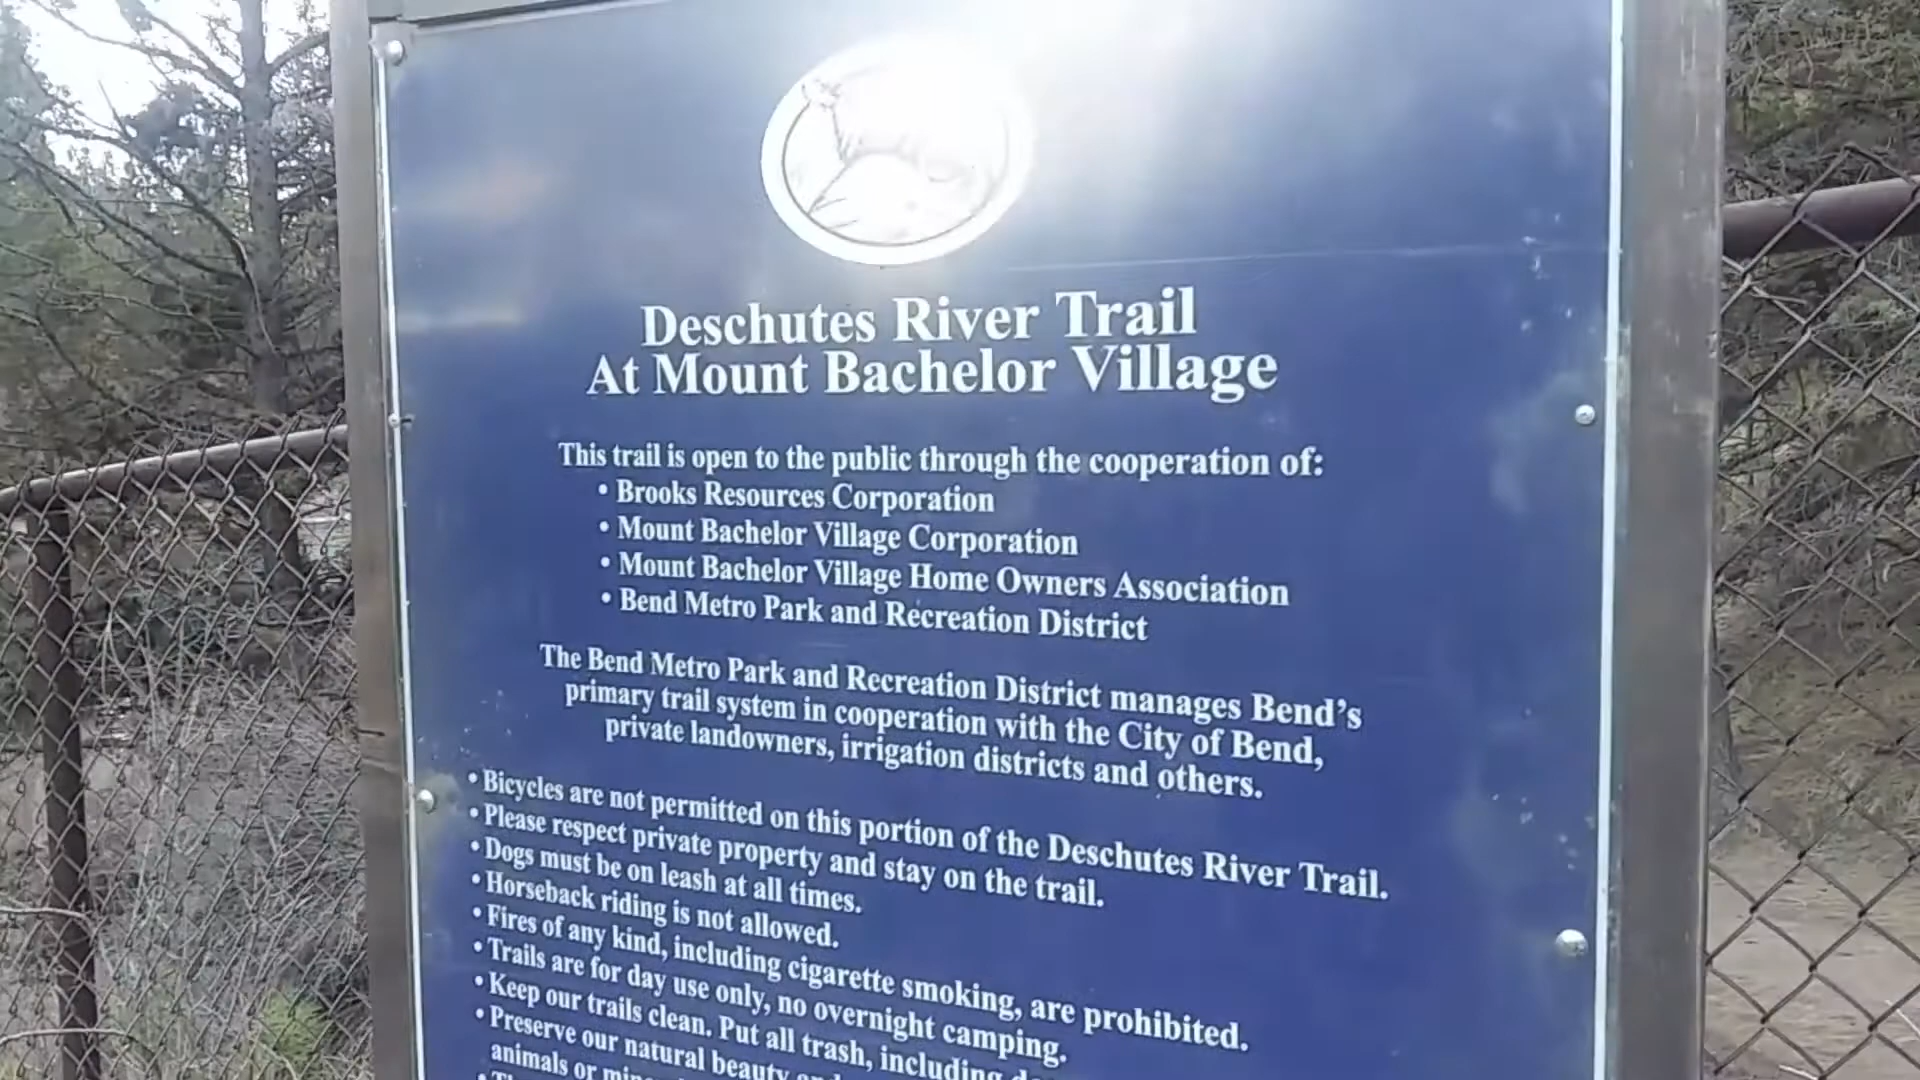 Deschutes River Trail
At Mount Bachelor Village
This trail is open to the public through the cooperation of:
• Brooks Resources Corporation
• Mount Bachelor Village Corporation
• Mount Bachelor Village Home Owners Association
• Bend Metro Park and Recreation District
The Bend Metro Park and Recreation District manages Bend's
primary trail system in cooperation with the City of Bend,
private landowners, irrigation districts and others.
• Bicycles are not permitted on this portion of the Deschutes River Trail.
• Please respect private property and stay on the trail.
• Dogs must be on leash at all times.
• Horseback riding is not allowed.
• Fires of any kind, including cigarette smoking, are prohibited.
• Trails are for day use only, no overnight camping.
• Keep our trails clean. Put all trash, including
• Preserve our natural beauty
animals or